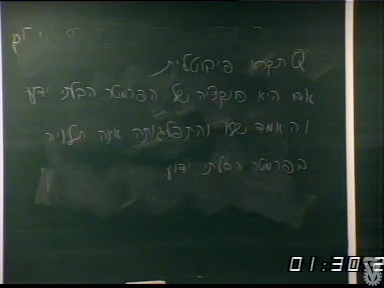 Q תקרא פיבוטלית
אם היא פונקציה של הפרמטר הבלתי ידוע
והאמד שלו והתפלגותה אינה תלויה
בפרמטר הבלתי ידוע
01:30:2